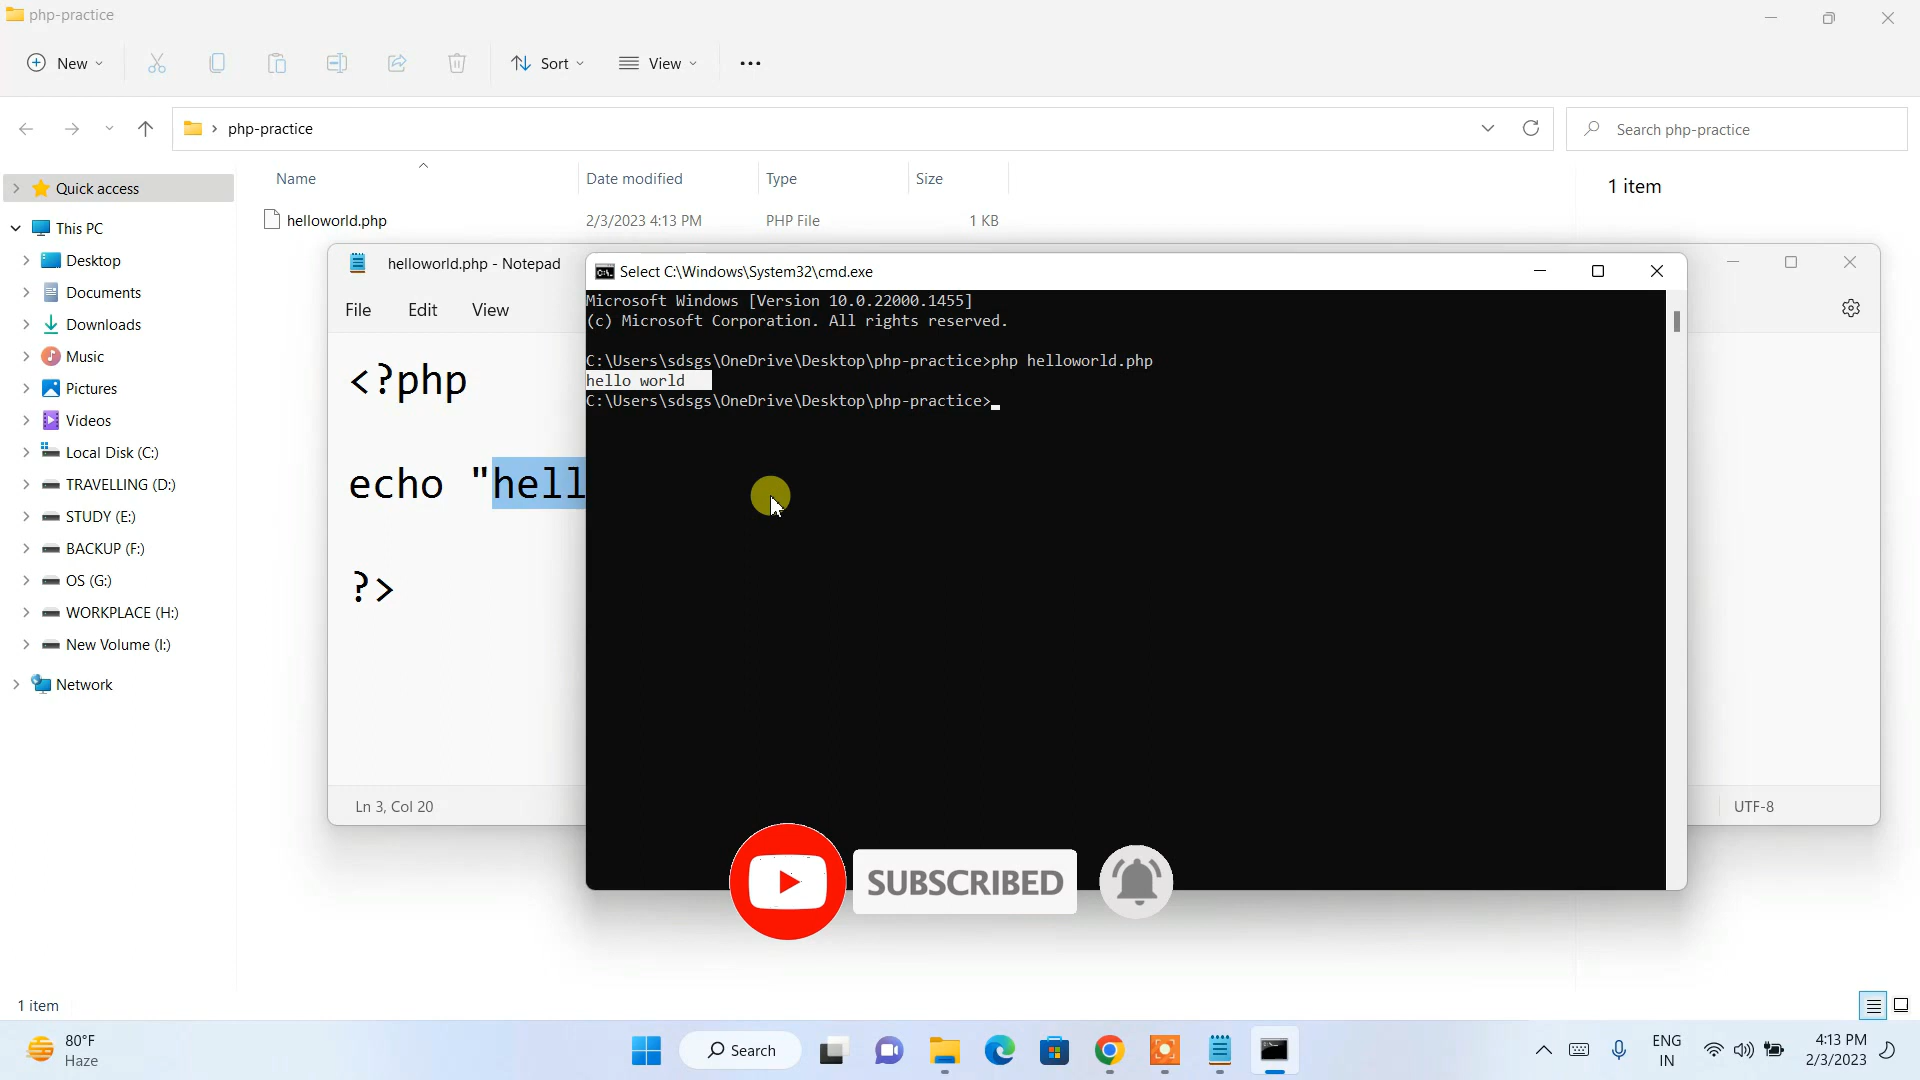 php-practice
New
Sort
View
php-practice
Search php-practice
Name
Date modified
Type
Size
1 item
Quick access
helloworld.php
2/3/2023 4:13 PM
PHP File
1 KB
This PC
Desktop
Documents
Downloads
Music
Pictures
Videos
Local Disk (C:)
TRAVELLING (D:)
STUDY (E:)
BACKUP (F:)
OS (G:)
WORKPLACE (H:)
New Volume (I:)
Network
helloworld.php - Notepad
File
Edit
View
<?php
echo "hell
?>
Ln 3, Col 20
UTF-8
Select C:\Windows\System32\cmd.exe
Microsoft Windows [Version 10.0.22000.1455]
(c) Microsoft Corporation. All rights reserved.
C:\Users\sdsgs\OneDrive\Desktop\php-practice>php helloworld.php
hello world
C:\Users\sdsgs\OneDrive\Desktop\php-practice>
SUBSCRIBED
1 item
80°F
Haze
Search
ENG
IN
4:13 PM
2/3/2023